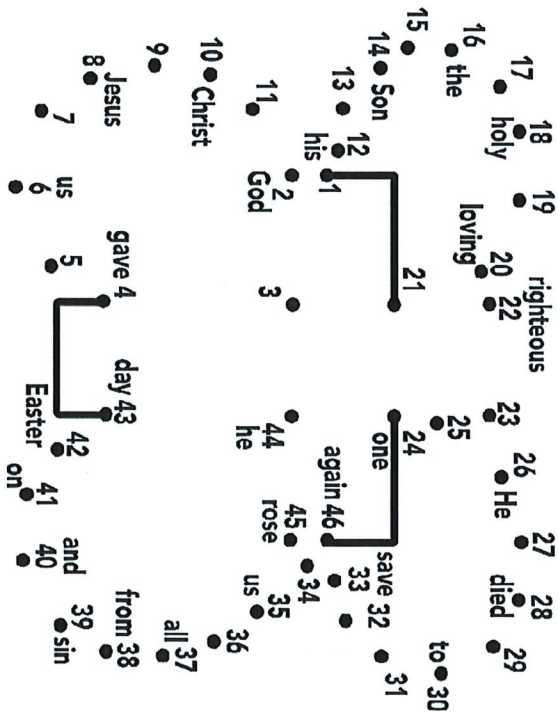 1
2
God
3
gave 4
5
us
6
7
8
Jesus
9
10
Christ
11
12
his
13
14
Son
15
16
the
17
18
holy
19
20
loving
21
righteous
22
23
24
one
25
26
He
27
28
died
29
to 30
31
32
save
33
34
35
us
36
all 37
from 38
39
sin
and
40
41
on
42
Easter
day 43
44
he
45
rose
again 46